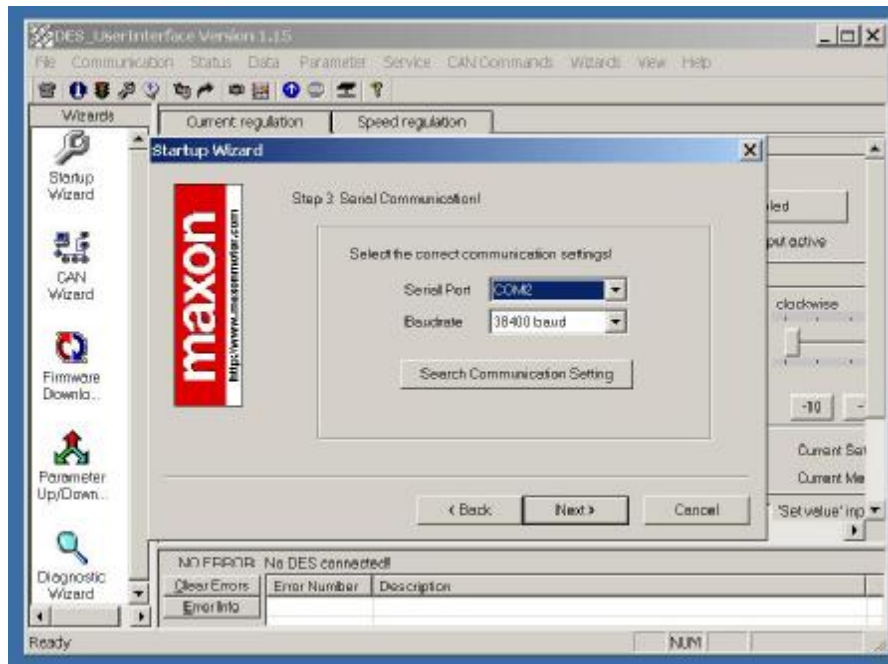 DES_UserInterface Version 1.15
File Communication Status Data Parameter Service CAN Commands Wizards View Help
Wizards
Current regulation Speed regulation
Startup Wizard
Startup
Wizard
CAN
Wizard
Firmware
Downlo...
Parameter
Up/Down...
Diagnostic
Wizard
maxon
http://www.maxonmotor.com
Step 3: Serial Communication!
Select the correct communication settings!
Serial Port COM2
Baudrate 38400 baud
Search Communication Setting
< Back Next > Cancel
led
put active
clockwise
-10 -
Current Set
Current Me
'Set value' inp
NO ERROR: No DES connected!
Clear Errors Error Number Description
Error Info
Ready NUM